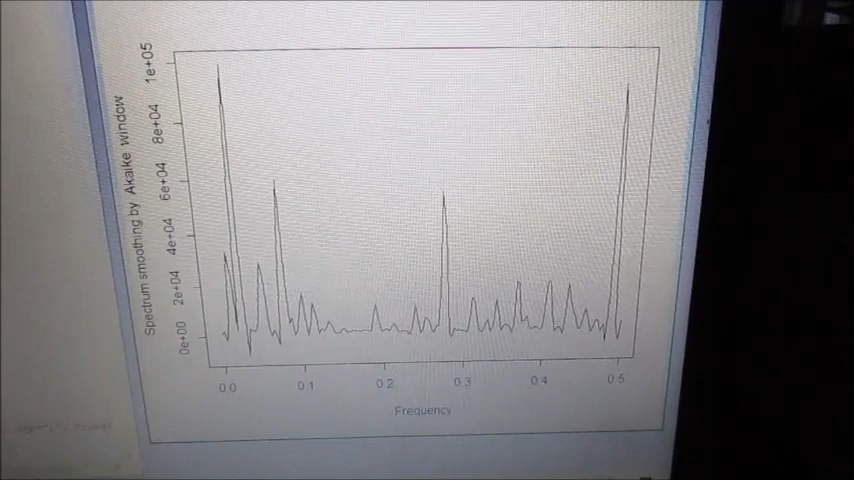 Spectrum smoothing by Akaike window
1e+05
8e+04
6e+04
4e+04
2e+04
0e+00
0.0 0.1 0.2 0.3 0.4 0.5
Frequency